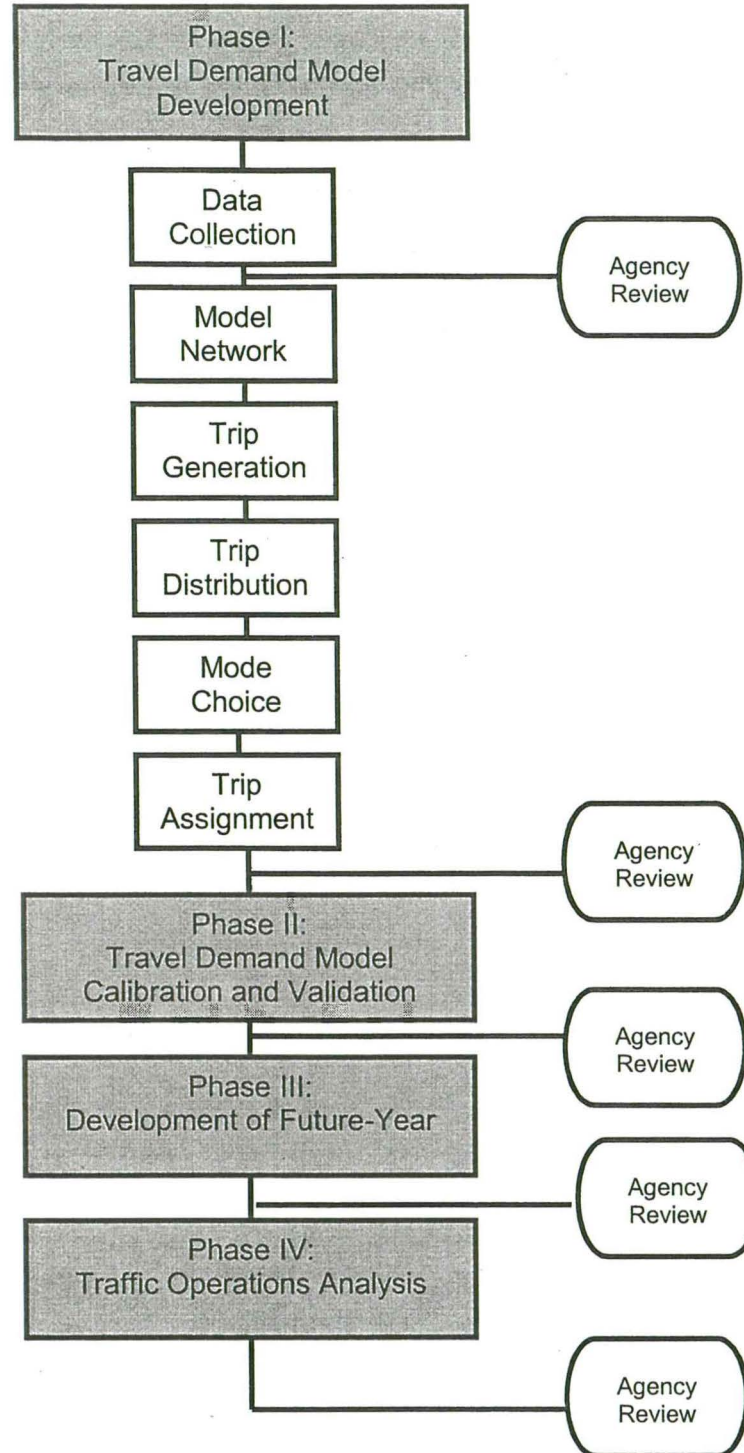 Phase I:
Travel Demand Model
Development
Data
Collection
Agency
Review
Model
Network
Trip
Generation
Trip
Distribution
Mode
Choice
Trip
Assignment
Agency
Review
Phase II:
Travel Demand Model
Calibration and Validation
Agency
Review
Phase III:
Development of Future-Year
Agency
Review
Phase IV:
Traffic Operations Analysis
Agency
Review